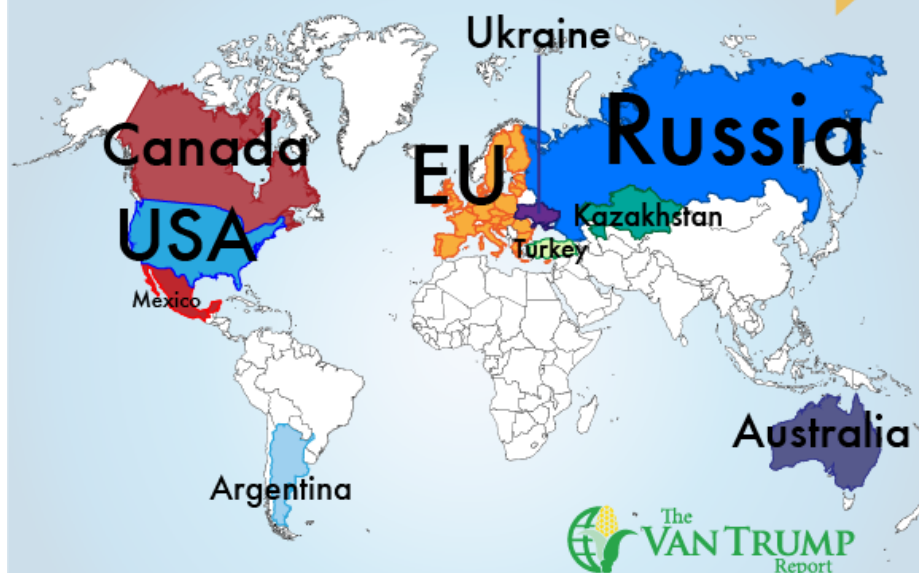 Ukraine
Canada
Russia
EU
USA
Kazakhstan
Turkey
Mexico
Australia
Argentina
The
VAN TRUMP
Report